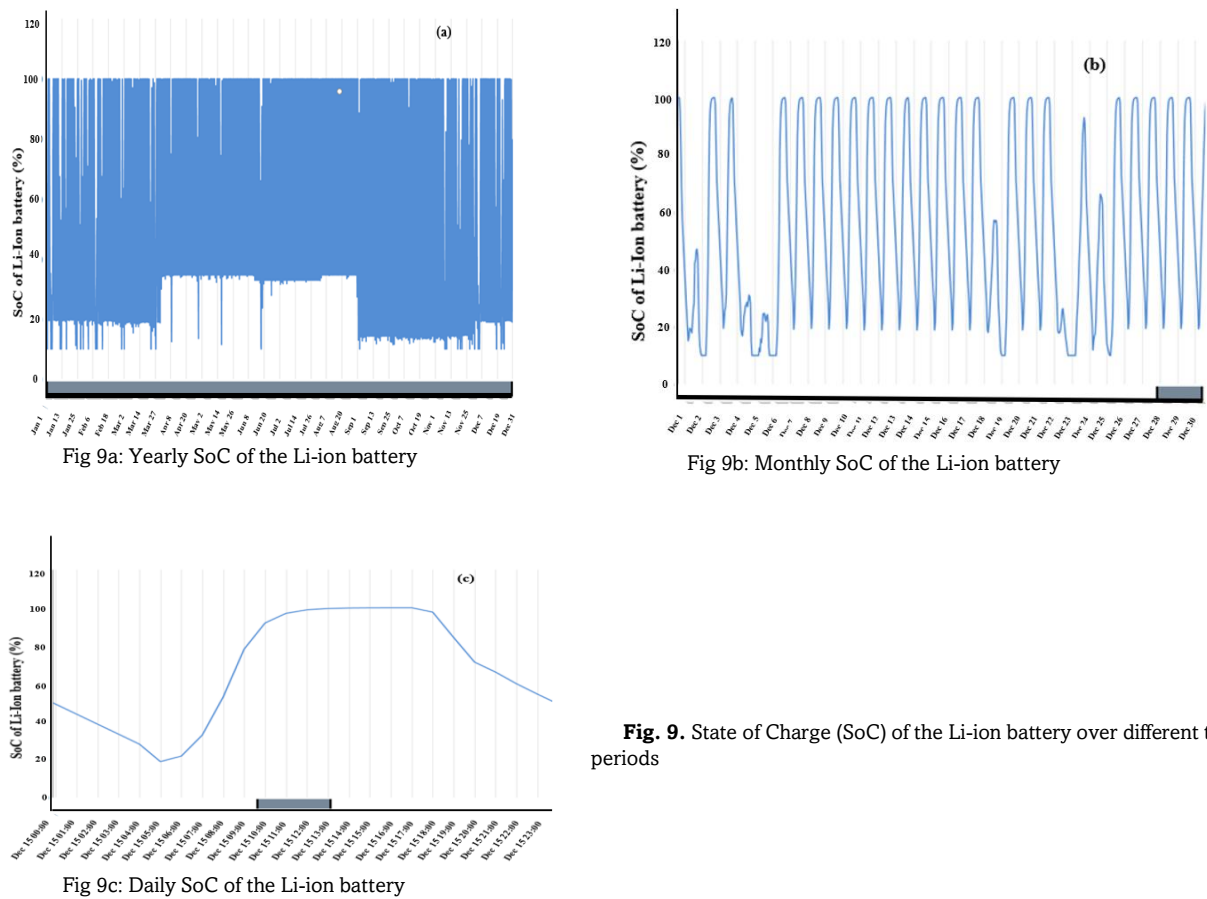 (a)
120
100
80
60
40
20
0
SoC of Li-Ion battery (%)
Jan 1
Jan 13
Jan 25
Feb 6
Feb 18
Mar 2
Mar 14
Mar 27
Apr 8
Apr 20
May 2
May 14
May 26
Jun 8
Jun 20
Jul 2
Jul 14
Jul 26
Aug 7
Aug 20
Sep 1
Sep 13
Sep 25
Oct 7
Oct 19
Nov 1
Nov 13
Nov 25
Dec 7
Dec 19
Dec 31
Fig 9a: Yearly SoC of the Li-ion battery
(b)
120
100
80
60
40
20
0
SoC of Li-Ion battery (%)
Dec 1
Dec 2
Dec 3
Dec 4
Dec 5
Dec 6
Dec 7
Dec 8
Dec 9
Dec 10
Dec 11
Dec 12
Dec 13
Dec 14
Dec 15
Dec 16
Dec 17
Dec 18
Dec 19
Dec 20
Dec 21
Dec 22
Dec 23
Dec 24
Dec 25
Dec 26
Dec 27
Dec 28
Dec 29
Dec 30
Fig 9b: Monthly SoC of the Li-ion battery
(c)
120
100
80
60
40
20
0
SoC of Li-Ion battery (%)
Dec 15 00:00
Dec 15 01:00
Dec 15 02:00
Dec 15 03:00
Dec 15 04:00
Dec 15 05:00
Dec 15 06:00
Dec 15 07:00
Dec 15 08:00
Dec 15 09:00
Dec 15 10:00
Dec 15 11:00
Dec 15 12:00
Dec 15 13:00
Dec 15 14:00
Dec 15 15:00
Dec 15 16:00
Dec 15 17:00
Dec 15 18:00
Dec 15 19:00
Dec 15 20:00
Dec 15 21:00
Dec 15 22:00
Dec 15 23:00
Fig 9c: Daily SoC of the Li-ion battery
Fig. 9. State of Charge (SoC) of the Li-ion battery over different t
periods